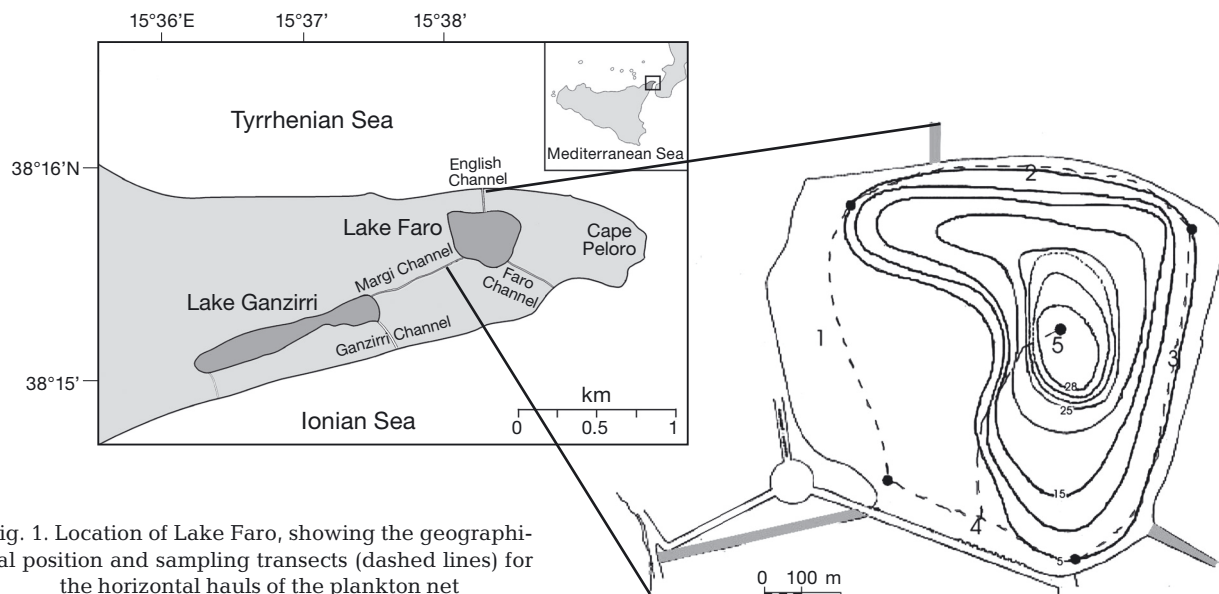 15°36'E 15°37' 15°38'
Tyrrhenian Sea
Mediterranean Sea
38°16'N
English
Channel
Lake Faro
Cape
Peloro
Margi Channel
Faro
Channel
Lake Ganzirri
Ganzirri Channel
38°15'
Ionian Sea
km
0 0.5 1
2
1
5
3
28
25
15
4
5
0 100 m
ig. 1. Location of Lake Faro, showing the geographi-
al position and sampling transects (dashed lines) for
the horizontal hauls of the plankton net